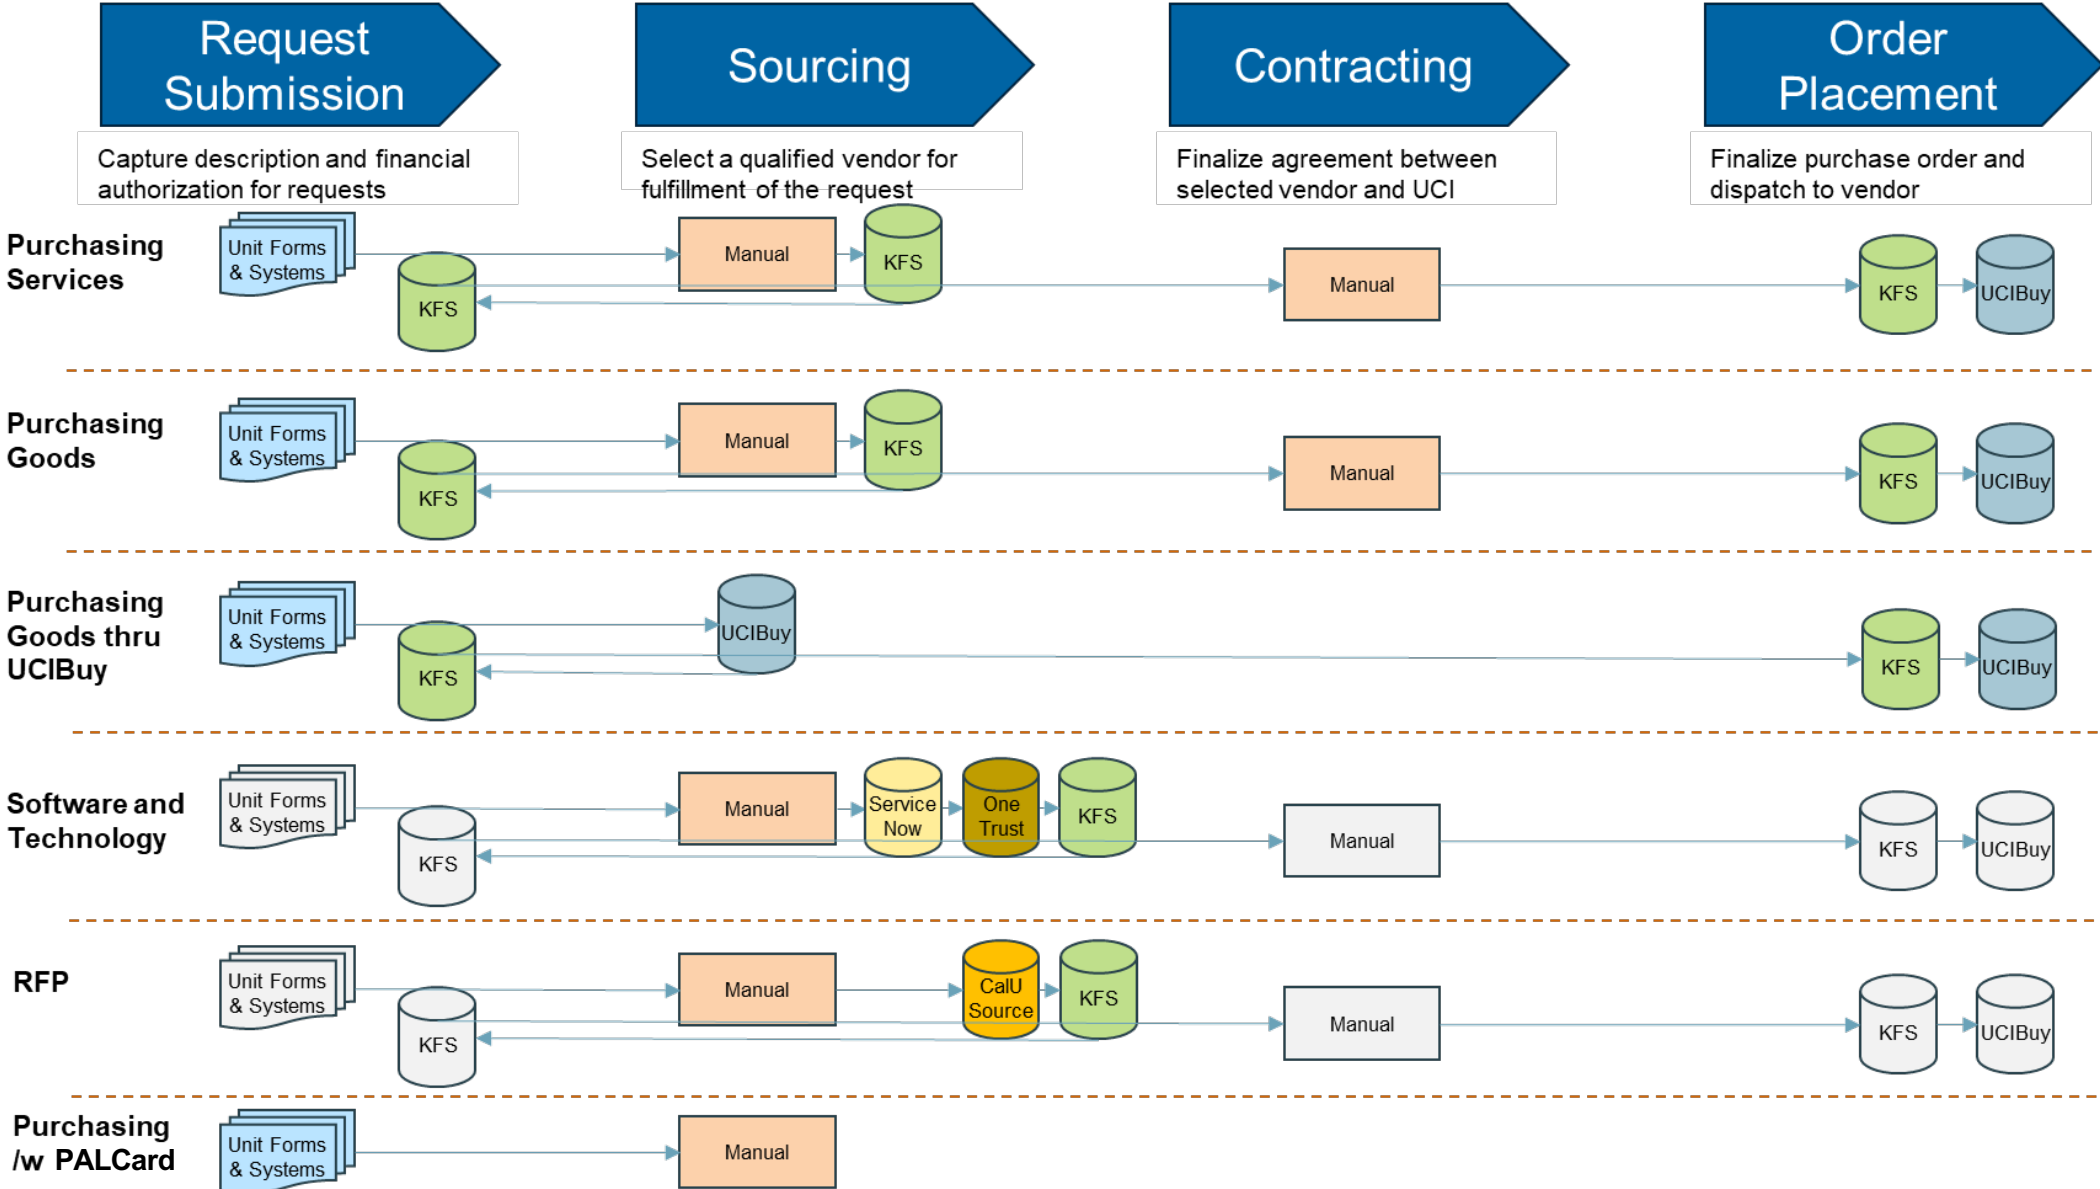 Request
Submission
Sourcing
Contracting
Order
Placement
Capture description and financial
authorization for requests
Select a qualified vendor for
fulfillment of the request
Finalize agreement between
selected vendor and UCI
Finalize purchase order and
dispatch to vendor
Purchasing
Services
Unit Forms
& Systems
KFS
Manual
KFS
Manual
KFS
UCIBuy
Purchasing
Goods
Unit Forms
& Systems
KFS
Manual
KFS
Manual
KFS
UCIBuy
Purchasing
Goods thru
UCIBuy
Unit Forms
& Systems
KFS
UCIBuy
KFS
UCIBuy
Software and
Technology
Unit Forms
& Systems
KFS
Manual
Service
Now
One
Trust
KFS
Manual
KFS
UCIBuy
RFP
Unit Forms
& Systems
KFS
Manual
CalU
Source
KFS
Manual
KFS
UCIBuy
Purchasing
/w PALCard
Unit Forms
& Systems
Manual